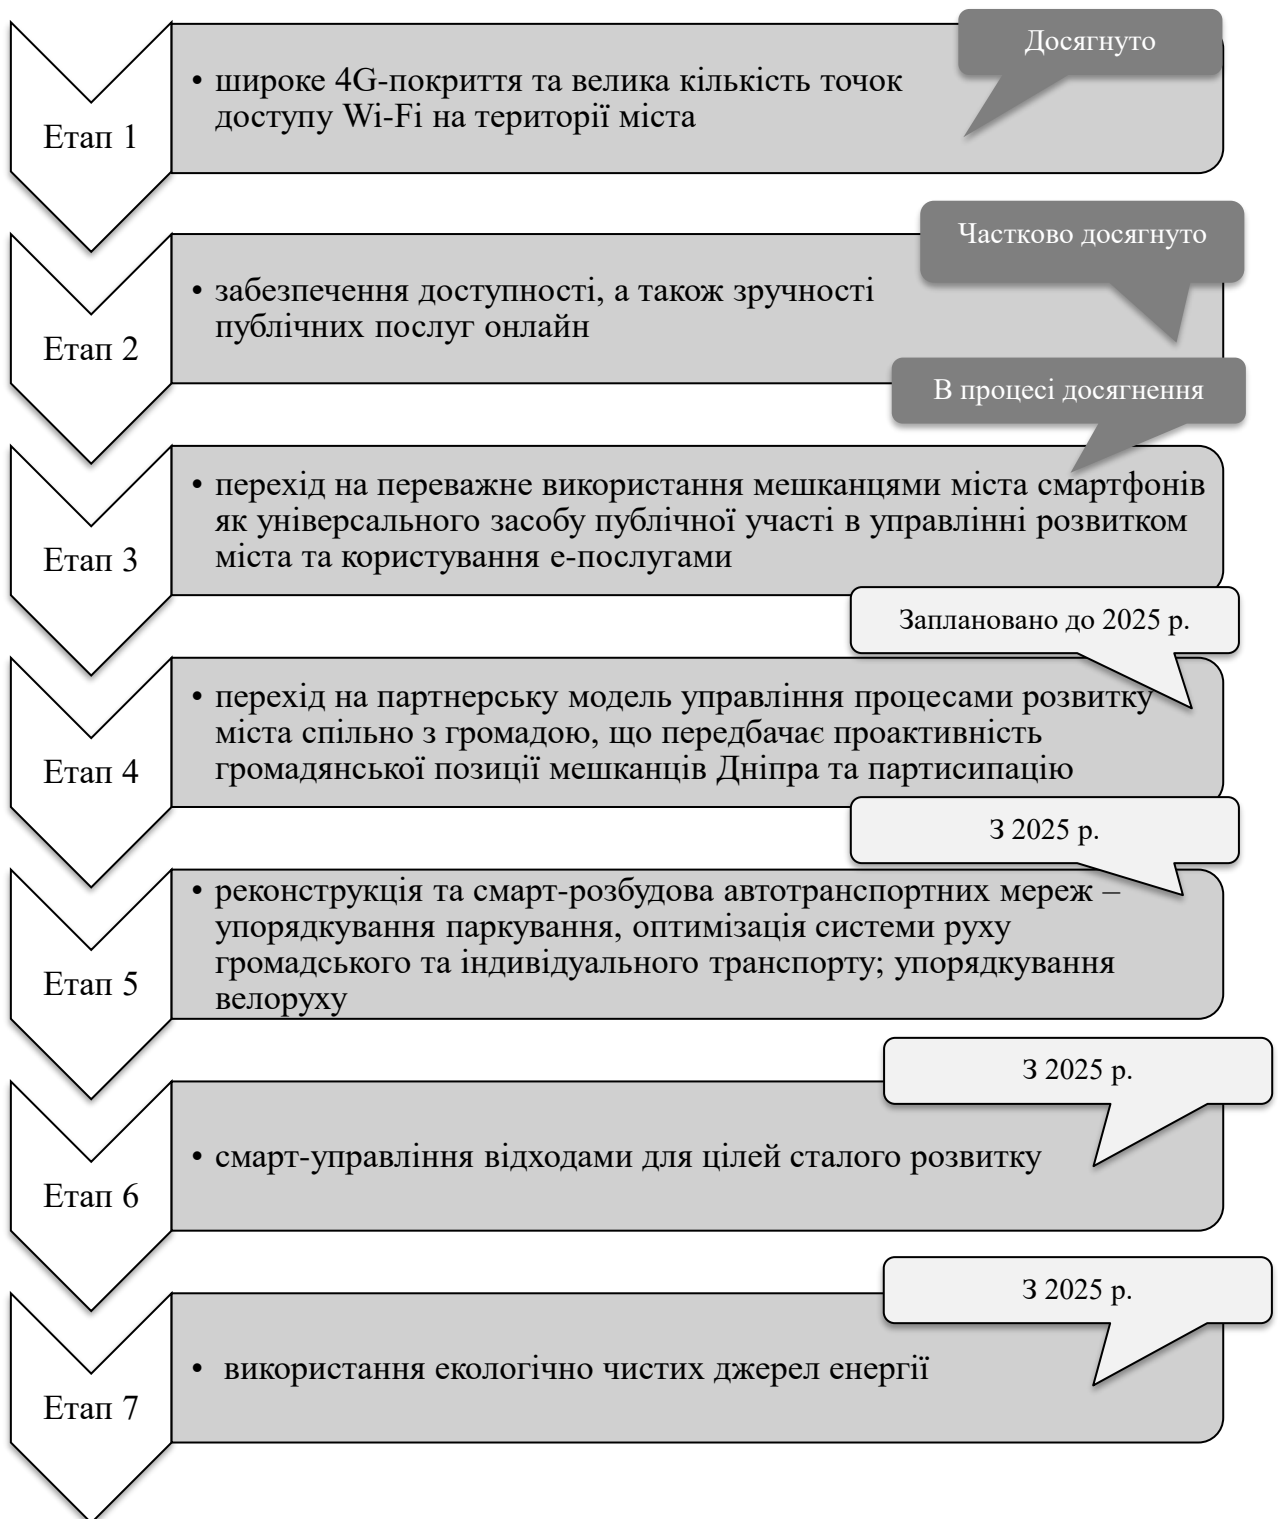 Досягнуто
Етап 1
• широке 4G-покриття та велика кількість точок
доступу Wi-Fi на території міста
Частково досягнуто
Етап 2
• забезпечення доступності, а також зручності
публічних послуг онлайн
В процесі досягнення
Етап 3
• перехід на переважне використання мешканцями міста смартфонів
як універсального засобу публічної участі в управлінні розвитком
міста та користування е-послугами
Заплановано до 2025 р.
Етап 4
• перехід на партнерську модель управління процесами розвитку
міста спільно з громадою, що передбачає проактивність
громадянської позиції мешканців Дніпра та партисипацію
З 2025 р.
Етап 5
• реконструкція та смарт-розбудова автотранспортних мереж –
упорядкування паркування, оптимізація системи руху
громадського та індивідуального транспорту; упорядкування
велоруху
З 2025 р.
Етап 6
• смарт-управління відходами для цілей сталого розвитку
З 2025 р.
Етап 7
• використання екологічно чистих джерел енергії